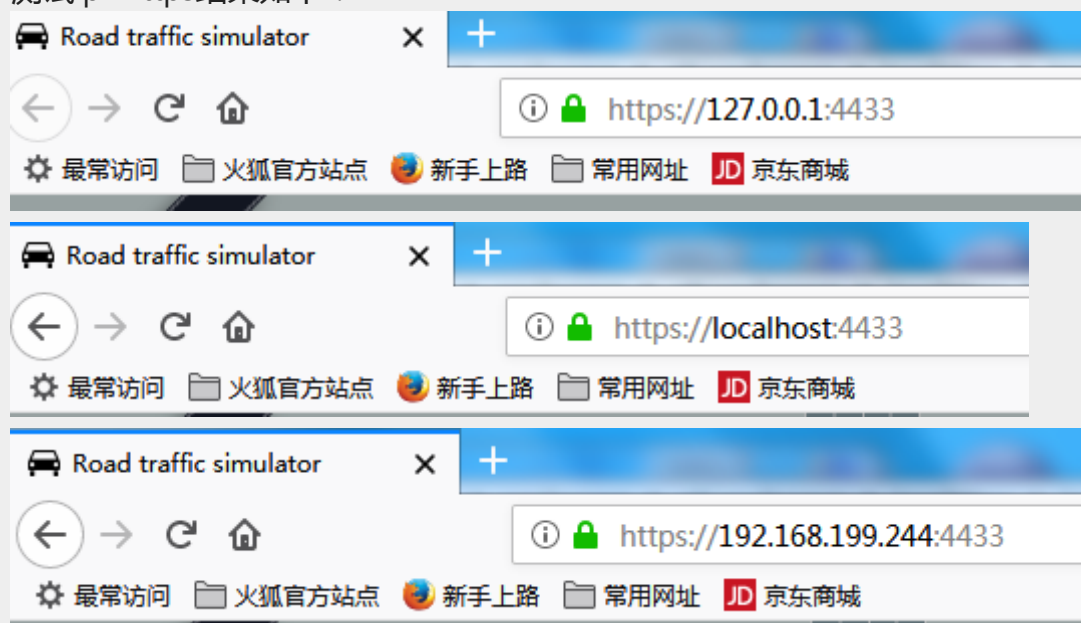 Road traffic simulator
https://127.0.0.1:4433
最常访问 火狐官方站点 新手上路 常用网址 JD 京东商城
Road traffic simulator
https://localhost:4433
最常访问 火狐官方站点 新手上路 常用网址 JD 京东商城
Road traffic simulator
https://192.168.199.244:4433
最常访问 火狐官方站点 新手上路 常用网址 JD 京东商城